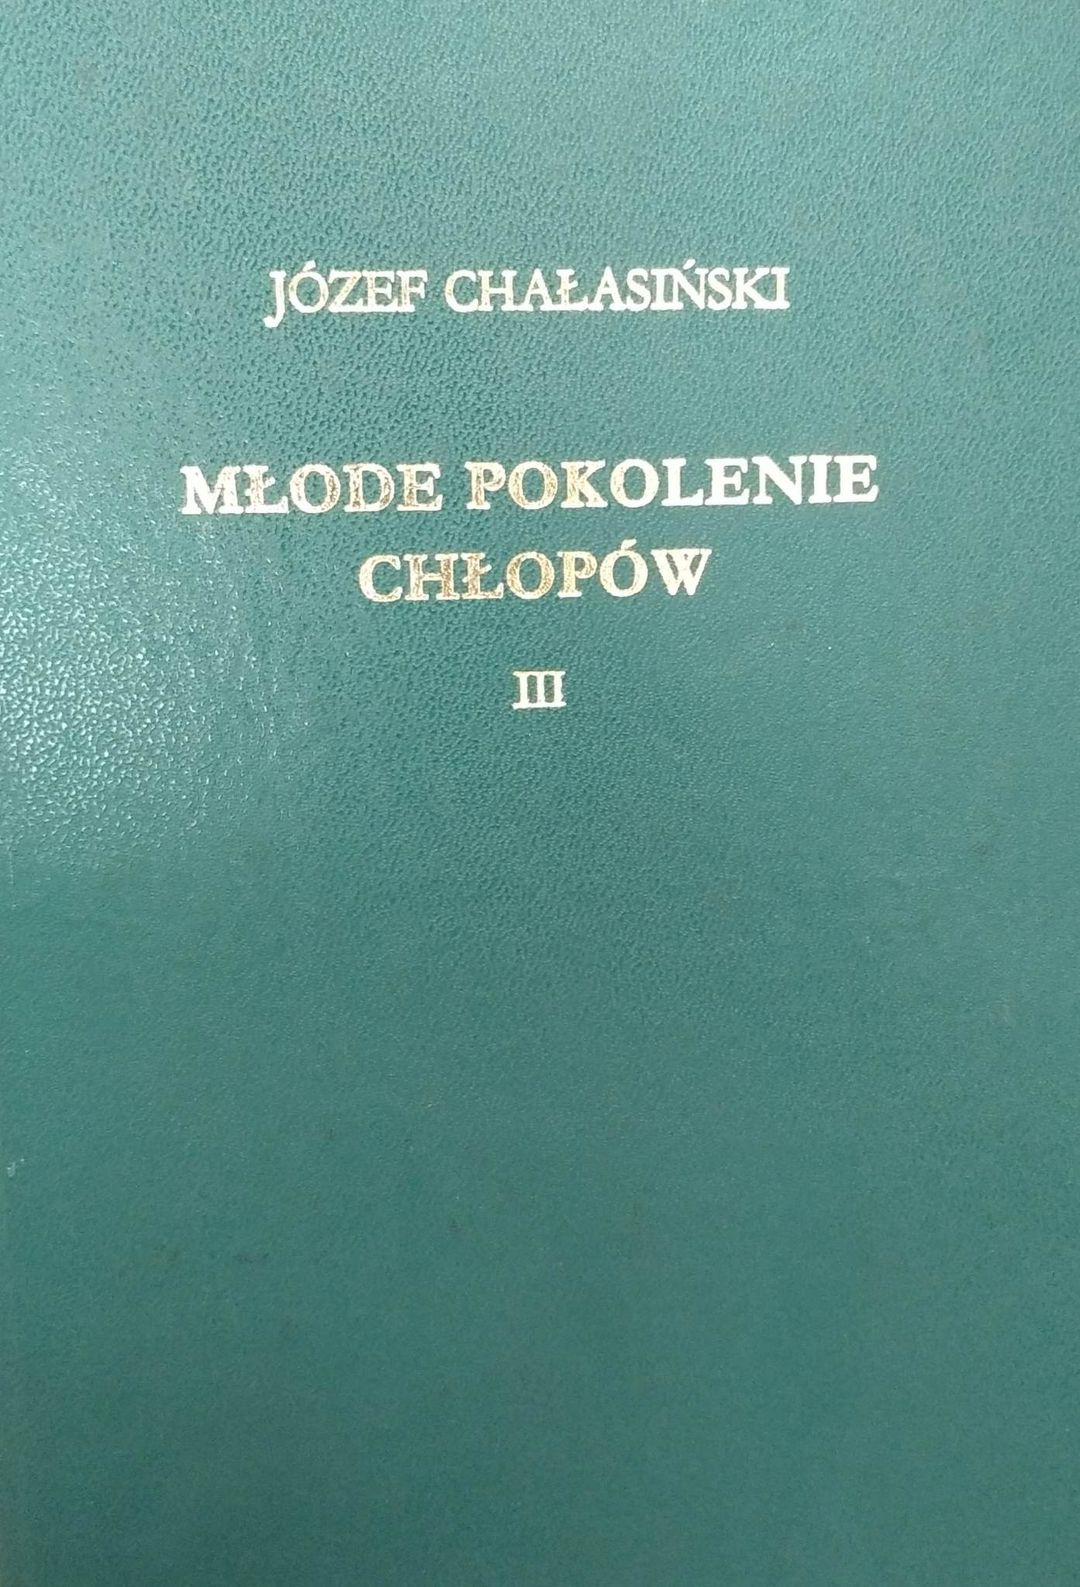 JÓZEF CHAŁASIŃSKI
MŁODE POKOLENIE
CHŁOPÓW
III